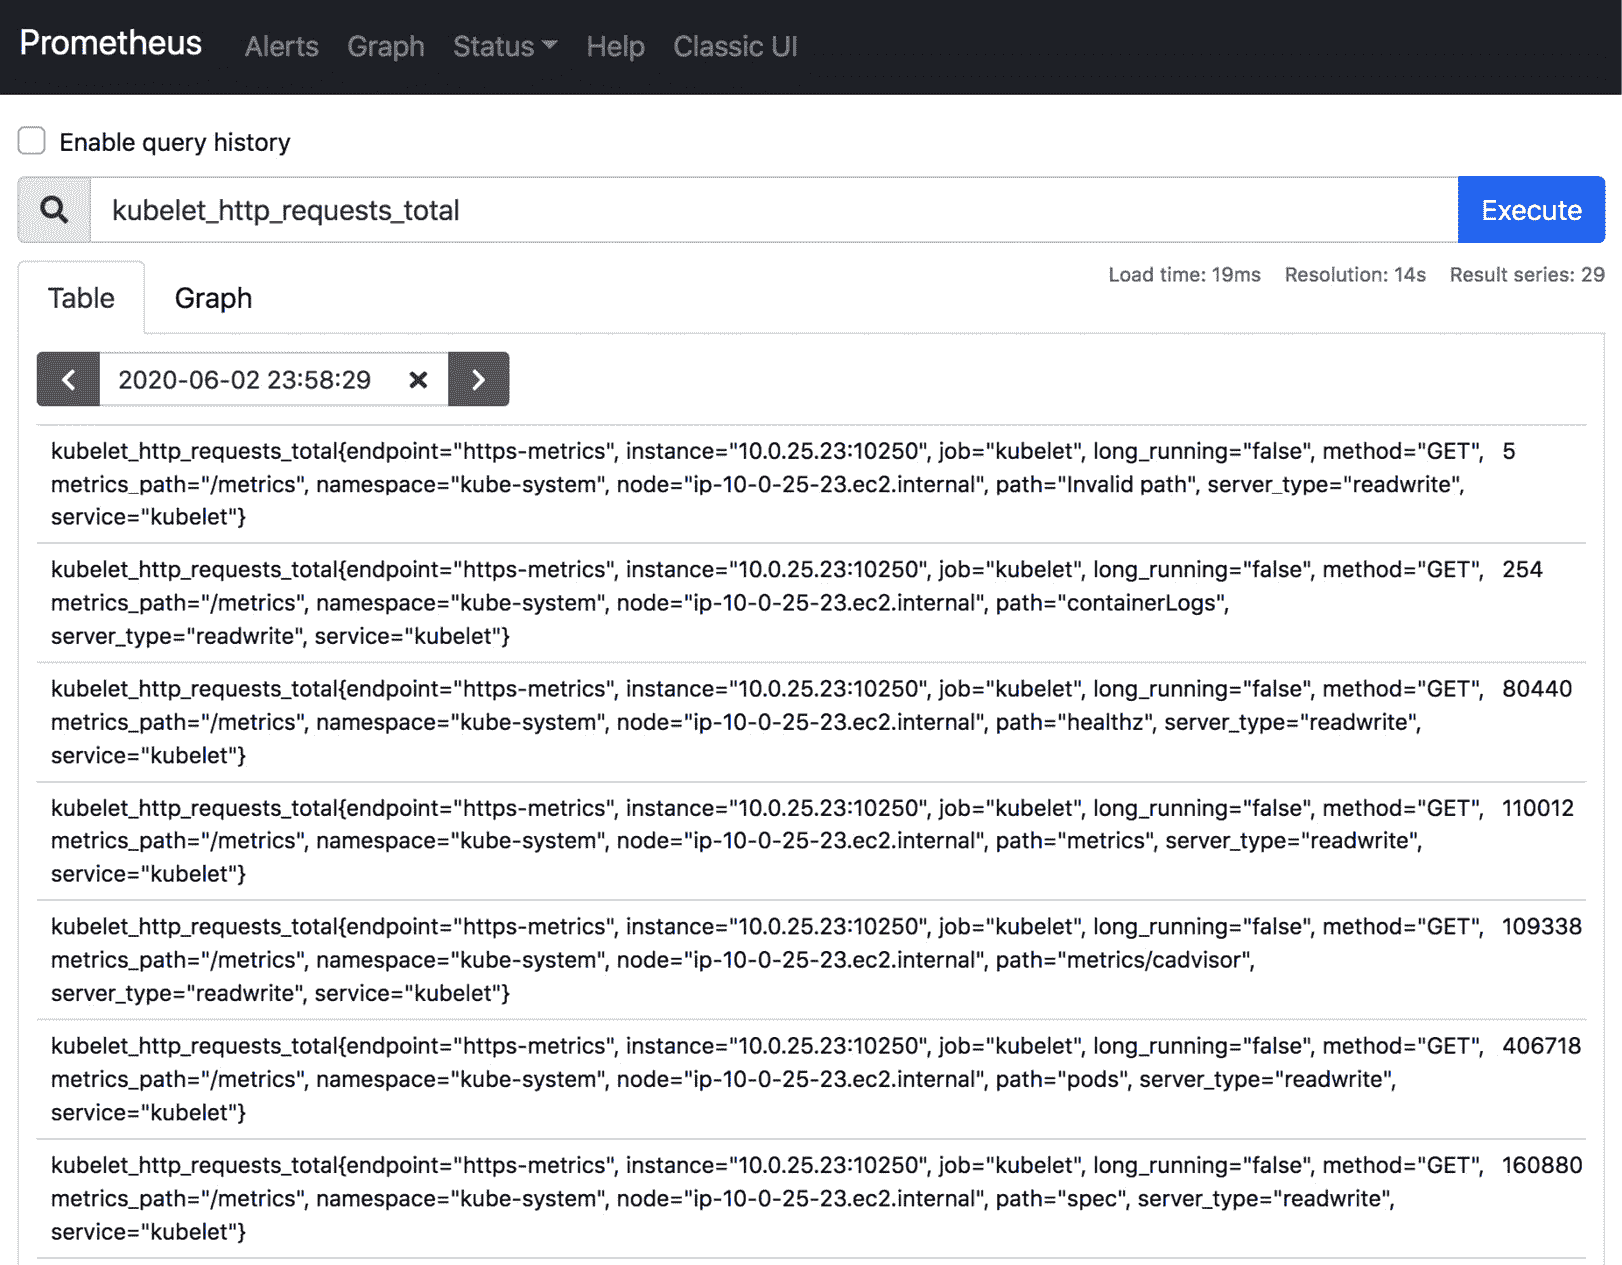 Prometheus Alerts Graph Status Help Classic UI
Enable query history
kubelet_http_requests_total Execute
Load time: 19ms Resolution: 14s Result series: 29
Table Graph
2020-06-02 23:58:29
kubelet_http_requests_total{endpoint="https-metrics", instance="10.0.25.23:10250", job="kubelet", long_running="false", method="GET", 5
metrics_path="/metrics", namespace="kube-system", node="ip-10-0-25-23.ec2.internal", path="Invalid path", server_type="readwrite",
service="kubelet"}
kubelet_http_requests_total{endpoint="https-metrics", instance="10.0.25.23:10250", job="kubelet", long_running="false", method="GET", 254
metrics_path="/metrics", namespace="kube-system", node="ip-10-0-25-23.ec2.internal", path="containerLogs",
server_type="readwrite", service="kubelet"}
kubelet_http_requests_total{endpoint="https-metrics", instance="10.0.25.23:10250", job="kubelet", long_running="false", method="GET", 80440
metrics_path="/metrics", namespace="kube-system", node="ip-10-0-25-23.ec2.internal", path="healthz", server_type="readwrite",
service="kubelet"}
kubelet_http_requests_total{endpoint="https-metrics", instance="10.0.25.23:10250", job="kubelet", long_running="false", method="GET", 110012
metrics_path="/metrics", namespace="kube-system", node="ip-10-0-25-23.ec2.internal", path="metrics", server_type="readwrite",
service="kubelet"}
kubelet_http_requests_total{endpoint="https-metrics", instance="10.0.25.23:10250", job="kubelet", long_running="false", method="GET", 109338
metrics_path="/metrics", namespace="kube-system", node="ip-10-0-25-23.ec2.internal", path="metrics/cadvisor",
server_type="readwrite", service="kubelet"}
kubelet_http_requests_total{endpoint="https-metrics", instance="10.0.25.23:10250", job="kubelet", long_running="false", method="GET", 406718
metrics_path="/metrics", namespace="kube-system", node="ip-10-0-25-23.ec2.internal", path="pods", server_type="readwrite",
service="kubelet"}
kubelet_http_requests_total{endpoint="https-metrics", instance="10.0.25.23:10250", job="kubelet", long_running="false", method="GET", 160880
metrics_path="/metrics", namespace="kube-system", node="ip-10-0-25-23.ec2.internal", path="spec", server_type="readwrite",
service="kubelet"}